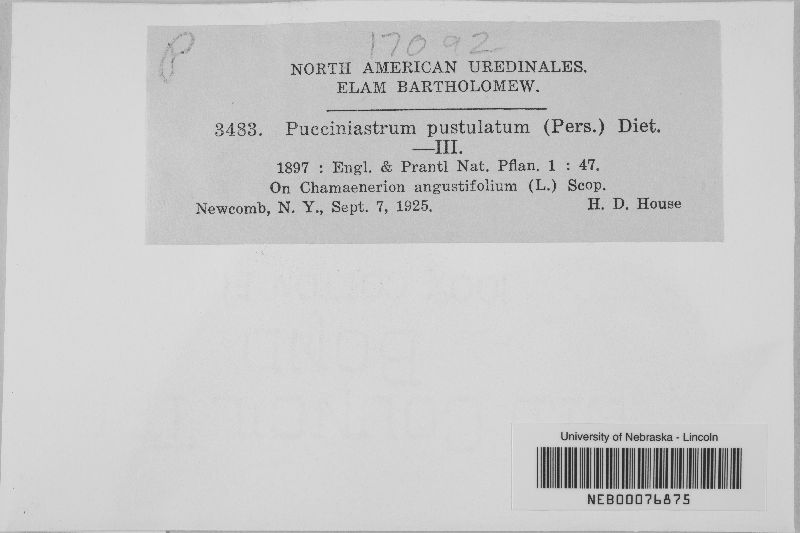 P 17092
NORTH AMERICAN UREDINALES.
ELAM BARTHOLOMEW.
3483. Pucciniastrum pustulatum (Pers.) Diet.
—III.
1897 : Engl. & Prantl Nat. Pflan. 1 : 47.
On Chamaenerion angustifolium (L.) Scop.
Newcomb, N. Y., Sept. 7, 1925. H. D. House
University of Nebraska - Lincoln
NEB00076875